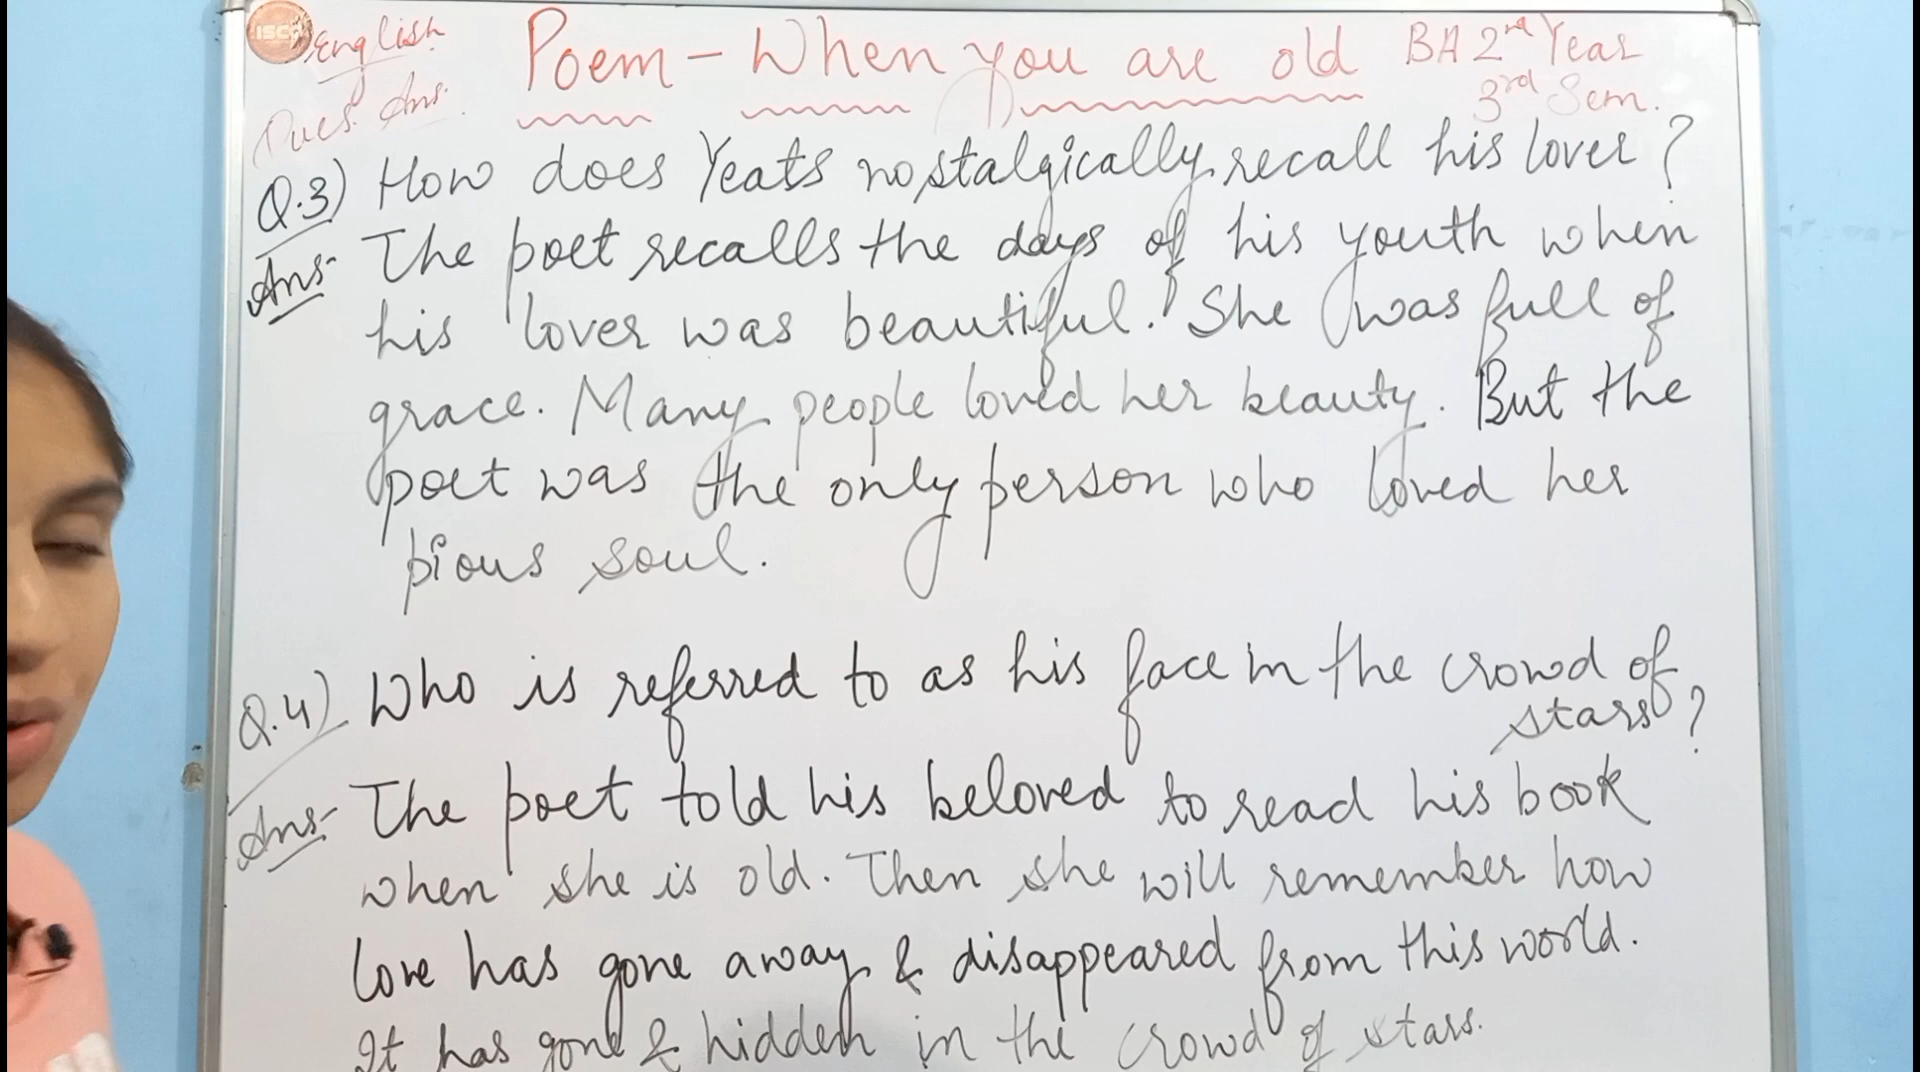 ISC
English
Ques. Ans.
Poem - When you are old
BA 2nd Year
3rd Sem.
Q.3) How does Yeats nostalgically recall his lover?
Ans- The poet recalls the days of his youth when
his lover was beautiful. She was full of
grace. Many people loved her beauty. But the
poet was the only person who loved her
pious soul.
Q.4) Who is referred to as his face in the crowd of
stars?
Ans- The poet told his beloved to read his book
when she is old. Then she will remember how
love has gone away & disappeared from this world.
It has gone & hidden in the crowd of stars.